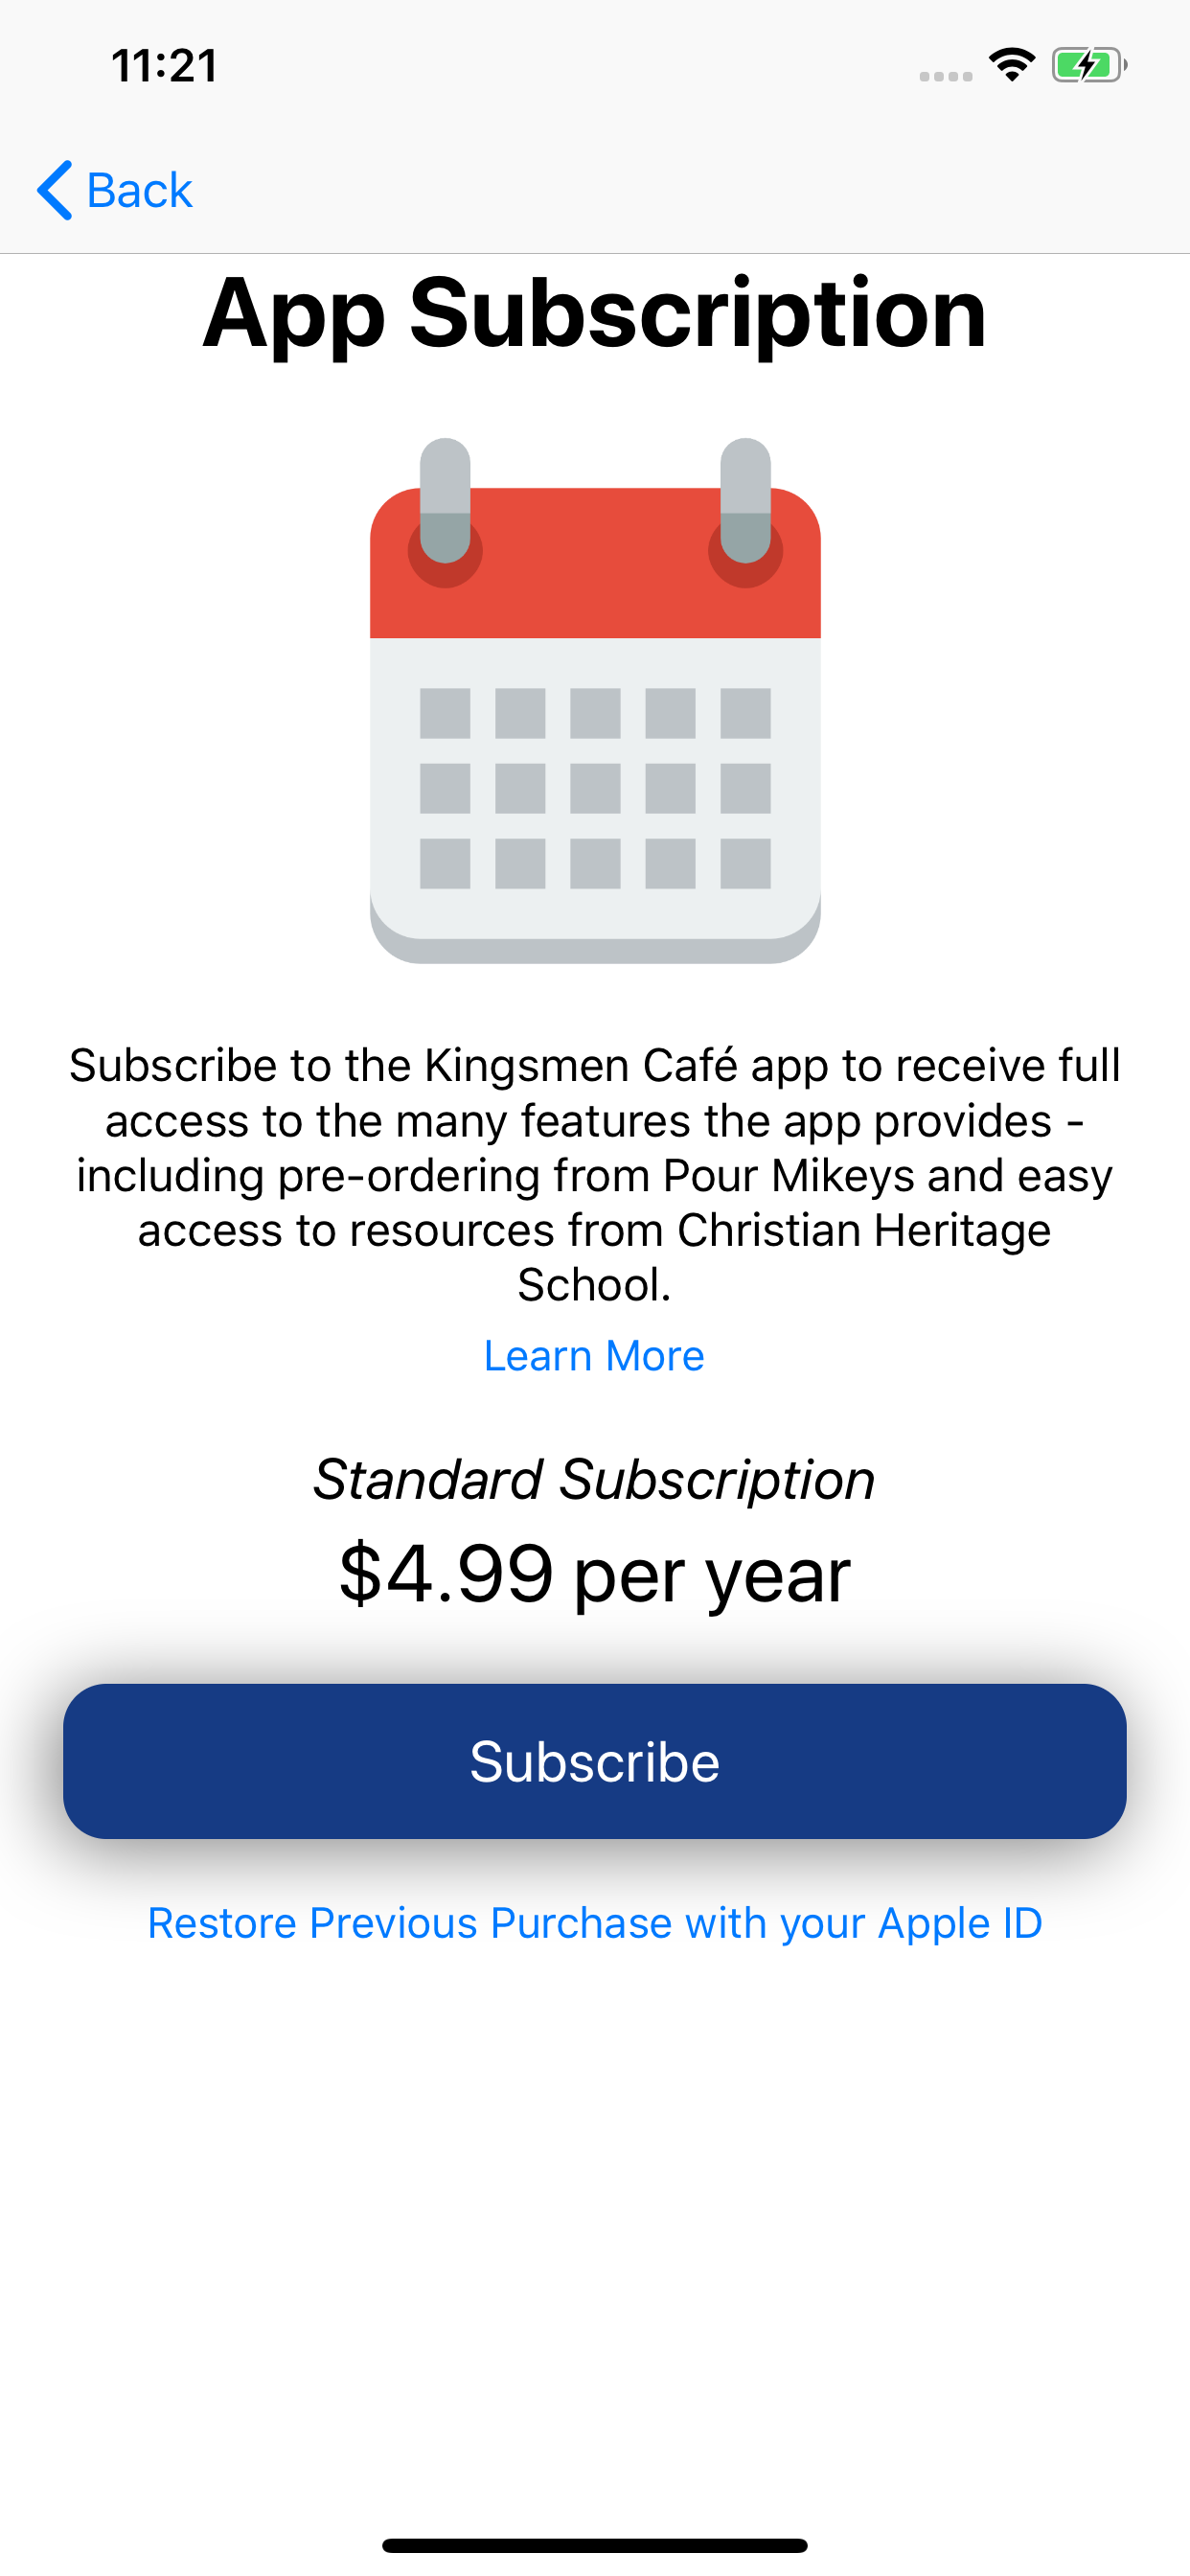 11:21
Back
App Subscription
Subscribe to the Kingsmen Café app to receive full
access to the many features the app provides -
including pre-ordering from Pour Mikeys and easy
access to resources from Christian Heritage
School.
Learn More
Standard Subscription
$4.99 per year
Subscribe
Restore Previous Purchase with your Apple ID